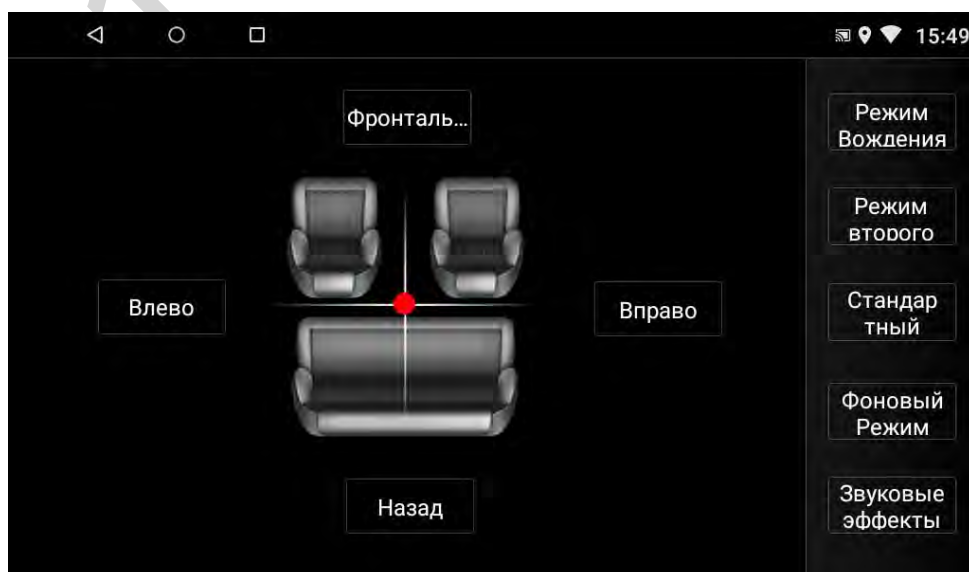 15:49
Фронталь...
Режим
Вождения
Режим
второго
Влево
Вправо
Стандар
тный
Фоновый
Режим
Назад
Звуковые
эффекты